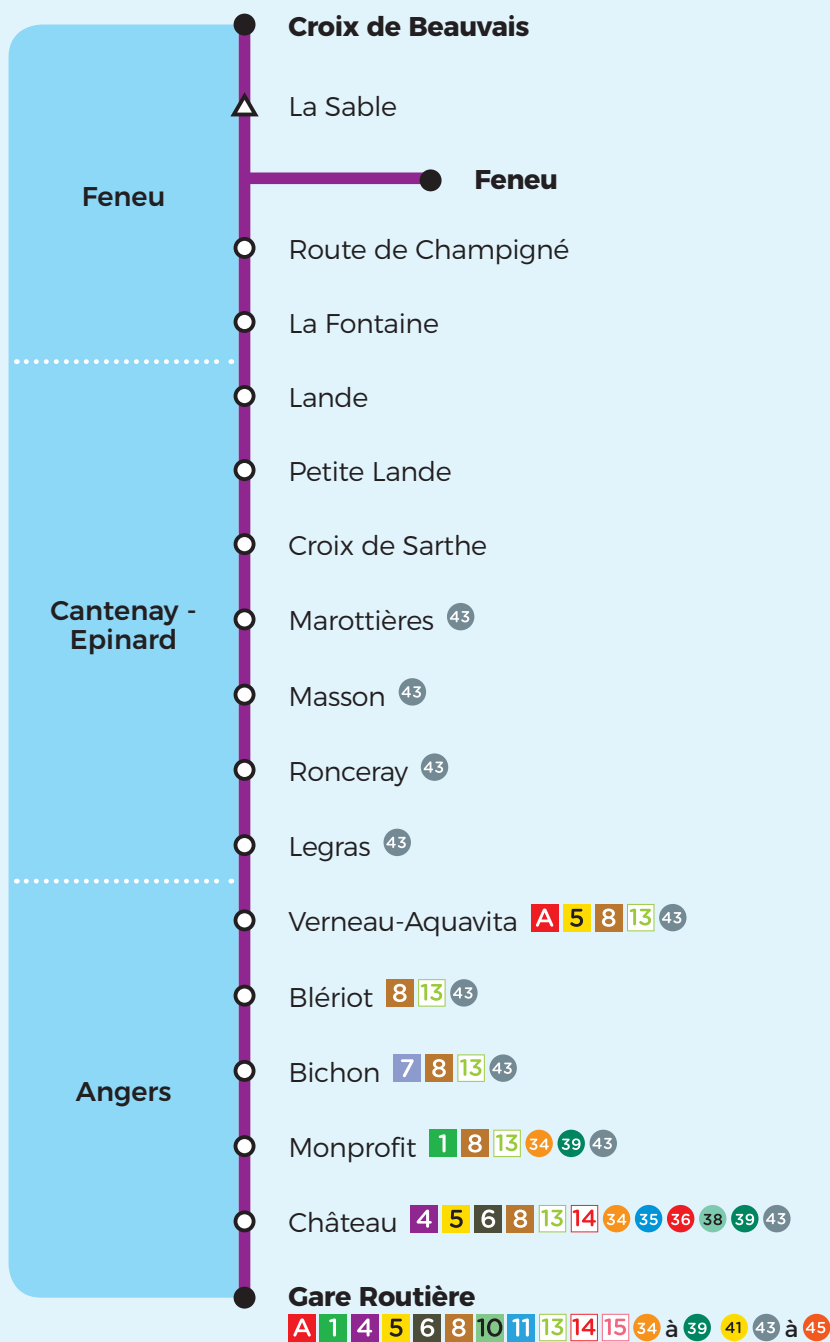 Croix de Beauvais
La Sable
Feneu
Feneu
Route de Champigné
La Fontaine
Lande
Petite Lande
Croix de Sarthe
Cantenay -
Epinard
Marottières 43
Masson 43
Ronceray 43
Legras 43
Verneau-Aquavita A 5 8 13 43
Blériot 8 13 43
Bichon 7 8 13 43
Angers
Monprofit 1 8 13 34 39 43
Château 4 5 6 8 13 14 34 35 36 38 39 43
Gare Routière
A 1 4 5 6 8 10 11 13 14 15 34 à 39 41 43 à 45